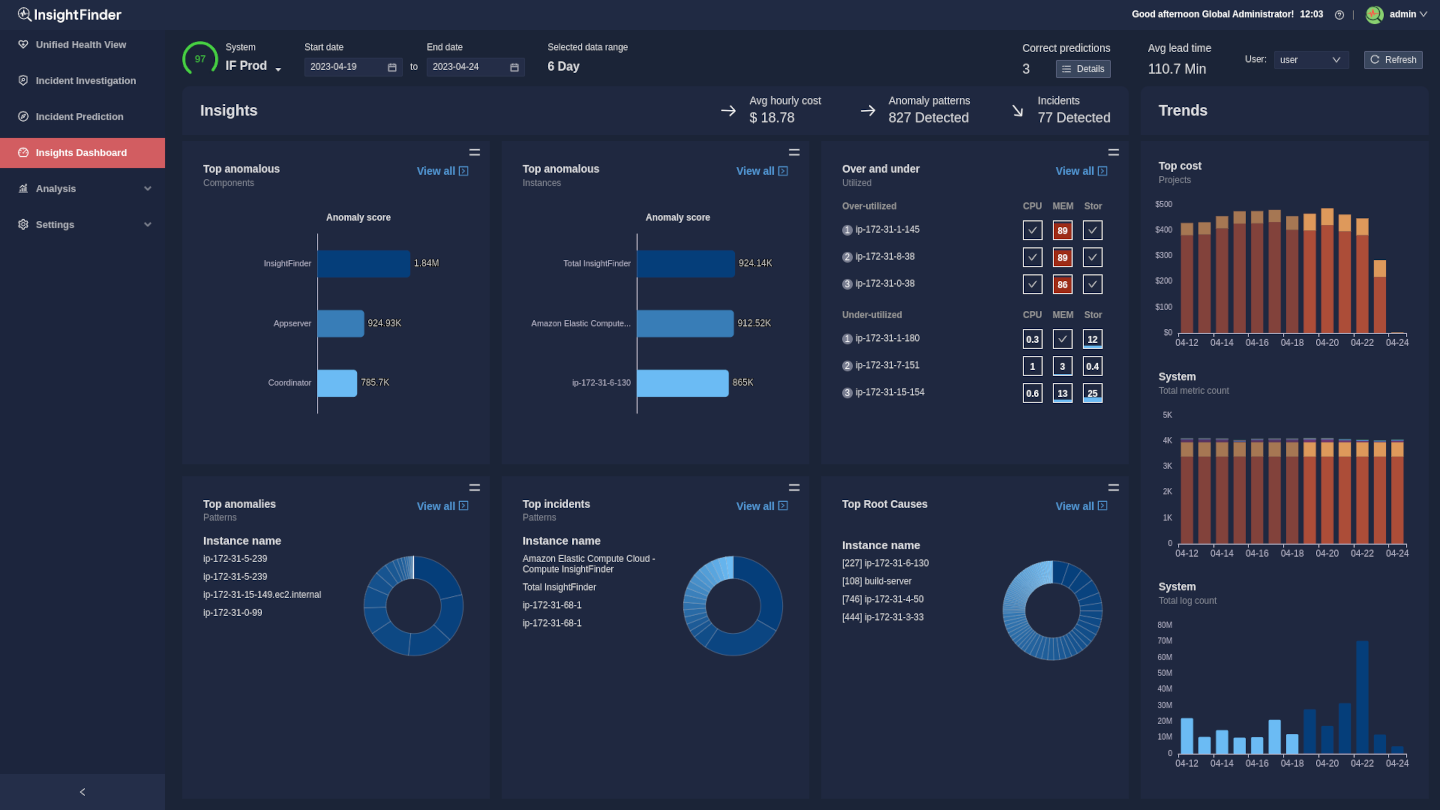 InsightFinder
Good afternoon Global Administrator! 12:03
admin
Unified Health View
Incident Investigation
Incident Prediction
Insights Dashboard
Analysis
Settings
97
System
IF Prod
Start date
2023-04-19
to
End date
2023-04-24
Selected data range
6 Day
Correct predictions
3
Details
Avg lead time
110.7 Min
User:
user
Refresh
Insights
Avg hourly cost
$ 18.78
Anomaly patterns
827 Detected
Incidents
77 Detected
Trends
Top anomalous
Components
View all
Anomaly score
InsightFinder
1.84M
Appserver
924.93K
Coordinator
785.7K
Top anomalous
Instances
View all
Anomaly score
Total InsightFinder
924.14K
Amazon Elastic Compute...
912.52K
ip-172-31-6-130
865K
Over and under
Utilized
View all
Over-utilized CPU MEM Stor
1 ip-172-31-1-145 89
2 ip-172-31-8-38 89
3 ip-172-31-0-38 86
Under-utilized CPU MEM Stor
1 ip-172-31-1-180 0.3 12
2 ip-172-31-7-151 1 3 0.4
3 ip-172-31-15-154 0.6 13 25
Top anomalies
Patterns
View all
Instance name
ip-172-31-5-239
ip-172-31-5-239
ip-172-31-15-149.ec2.internal
ip-172-31-0-99
Top incidents
Patterns
View all
Instance name
Amazon Elastic Compute Cloud -
Compute InsightFinder
Total InsightFinder
ip-172-31-68-1
ip-172-31-68-1
Top Root Causes
View all
Instance name
[227] ip-172-31-6-130
[108] build-server
[746] ip-172-31-4-50
[444] ip-172-31-3-33
Top cost
Projects
$500
$400
$300
$200
$100
$0
04-12 04-14 04-16 04-18 04-20 04-22 04-24
System
Total metric count
5K
4K
3K
2K
1K
0
04-12 04-14 04-16 04-18 04-20 04-22 04-24
System
Total log count
80M
70M
60M
50M
40M
30M
20M
10M
0
04-12 04-14 04-16 04-18 04-20 04-22 04-24